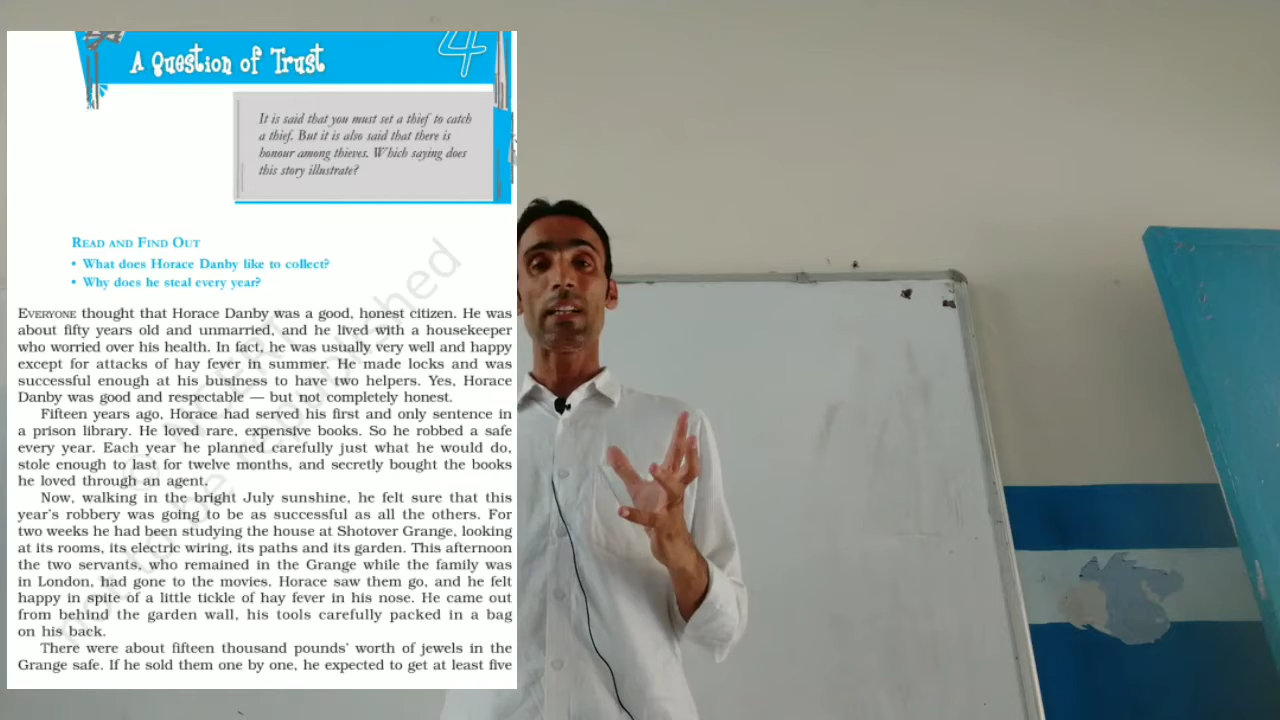 A Question of Trust
4
It is said that you must set a thief to catch
a thief. But it is also said that there is
honour among thieves. Which saying does
this story illustrate?
READ AND FIND OUT
• What does Horace Danby like to collect?
• Why does he steal every year?
EVERYONE thought that Horace Danby was a good, honest citizen. He was
about fifty years old and unmarried, and he lived with a housekeeper
who worried over his health. In fact, he was usually very well and happy
except for attacks of hay fever in summer. He made locks and was
successful enough at his business to have two helpers. Yes, Horace
Danby was good and respectable — but not completely honest.
Fifteen years ago, Horace had served his first and only sentence in
a prison library. He loved rare, expensive books. So he robbed a safe
every year. Each year he planned carefully just what he would do,
stole enough to last for twelve months, and secretly bought the books
he loved through an agent.
Now, walking in the bright July sunshine, he felt sure that this
year's robbery was going to be as successful as all the others. For
two weeks he had been studying the house at Shotover Grange, looking
at its rooms, its electric wiring, its paths and its garden. This afternoon
the two servants, who remained in the Grange while the family was
in London, had gone to the movies. Horace saw them go, and he felt
happy in spite of a little tickle of hay fever in his nose. He came out
from behind the garden wall, his tools carefully packed in a bag
on his back.
There were about fifteen thousand pounds' worth of jewels in the
Grange safe. If he sold them one by one, he expected to get at least five
not to be republished